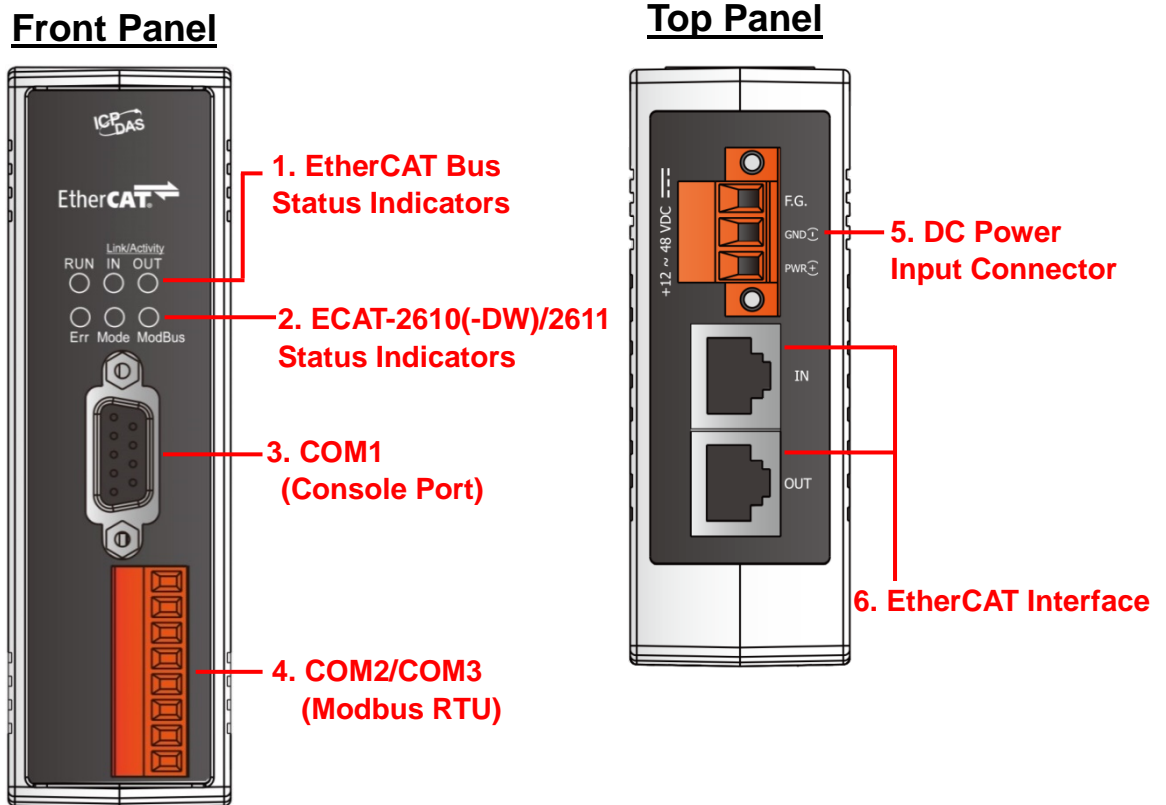 Front Panel
ICP DAS
EtherCAT.
Link/Activity
RUN IN OUT
Err Mode ModBus
1. EtherCAT Bus
Status Indicators
2. ECAT-2610(-DW)/2611
Status Indicators
3. COM1
(Console Port)
4. COM2/COM3
(Modbus RTU)
Top Panel
+12 ~ 48 VDC
F.G.
GND(-)
PWR(+)
IN
OUT
5. DC Power
Input Connector
6. EtherCAT Interface